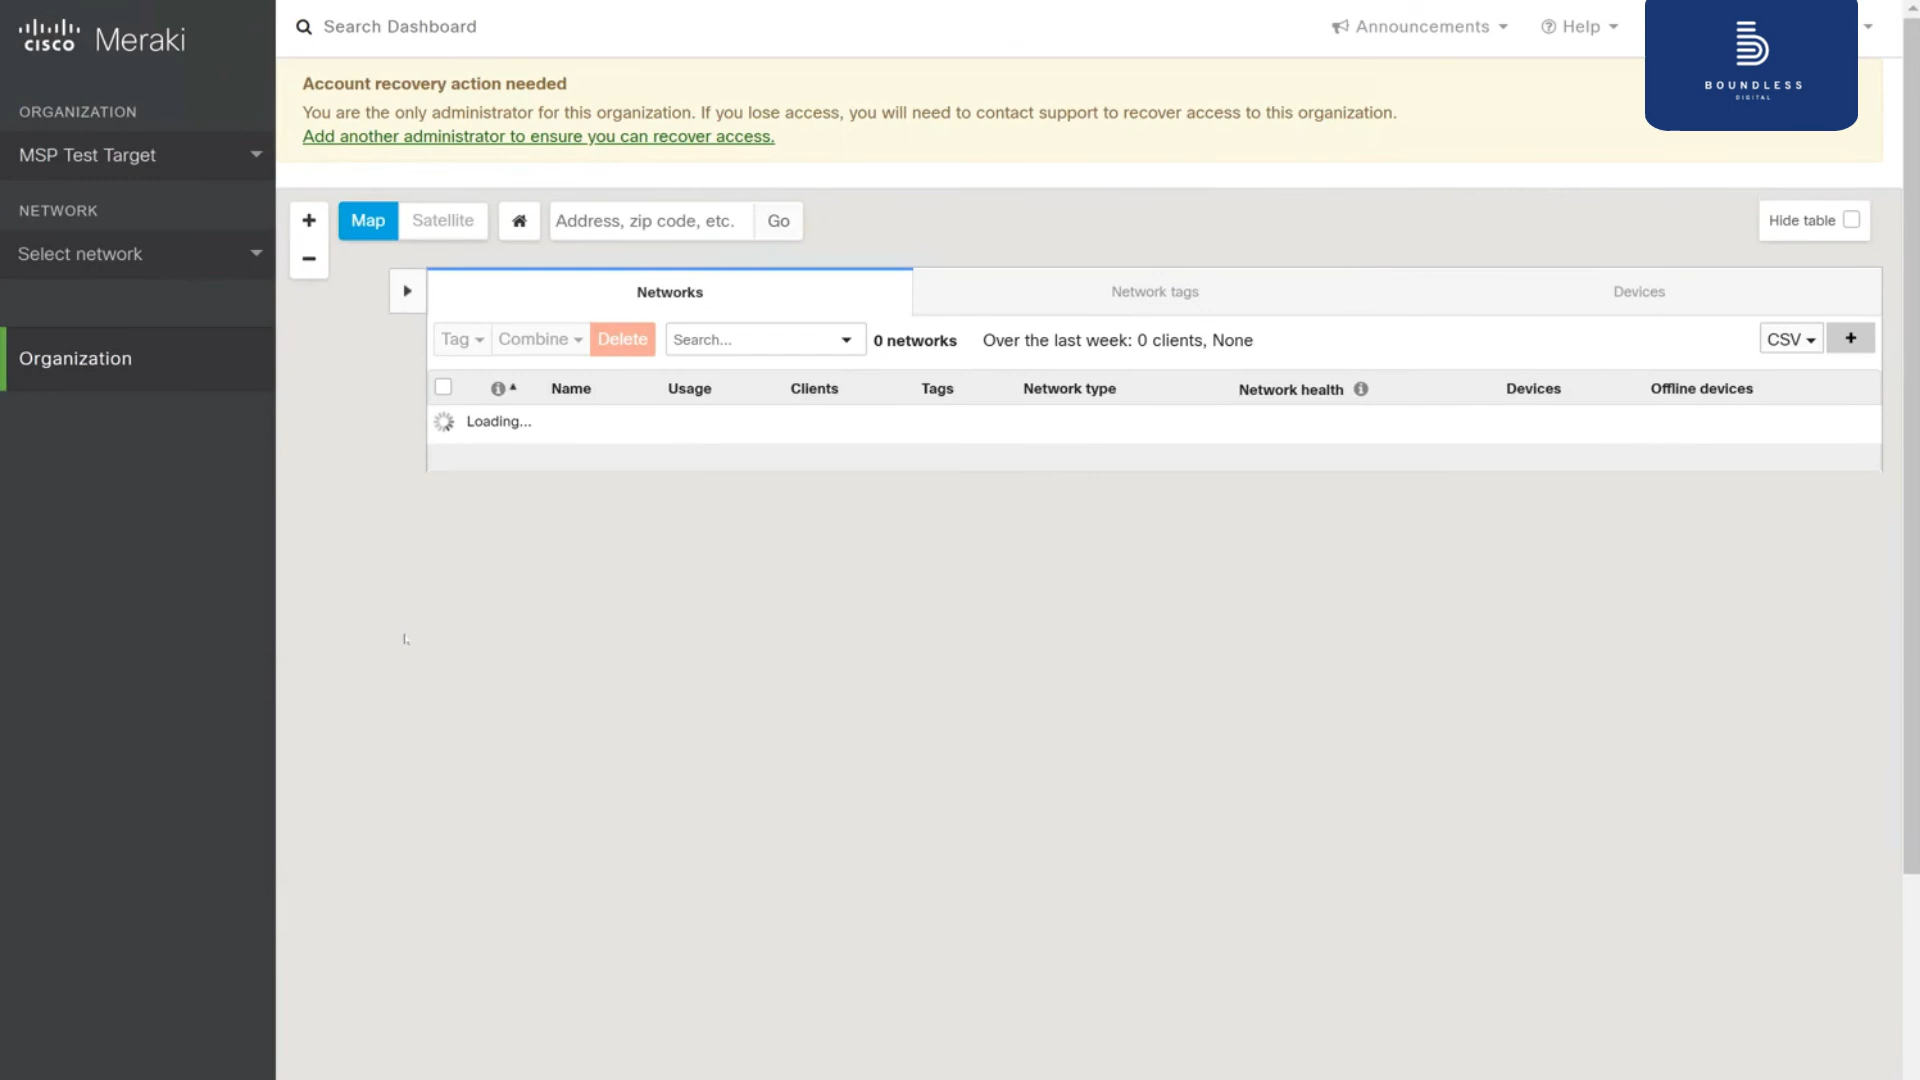 Search Dashboard
Announcements
Help
CISCO Meraki
BOUNDLESS
DIGITAL
Account recovery action needed
You are the only administrator for this organization. If you lose access, you will need to contact support to recover access to this organization.
Add another administrator to ensure you can recover access.
ORGANIZATION
MSP Test Target
NETWORK
Select network
Organization
+
−
Map
Satellite
Address, zip code, etc.
Go
Hide table
Networks
Network tags
Devices
Tag
Combine
Delete
Search...
0 networks
Over the last week: 0 clients, None
CSV
+
Name
Usage
Clients
Tags
Network type
Network health
Devices
Offline devices
Loading...